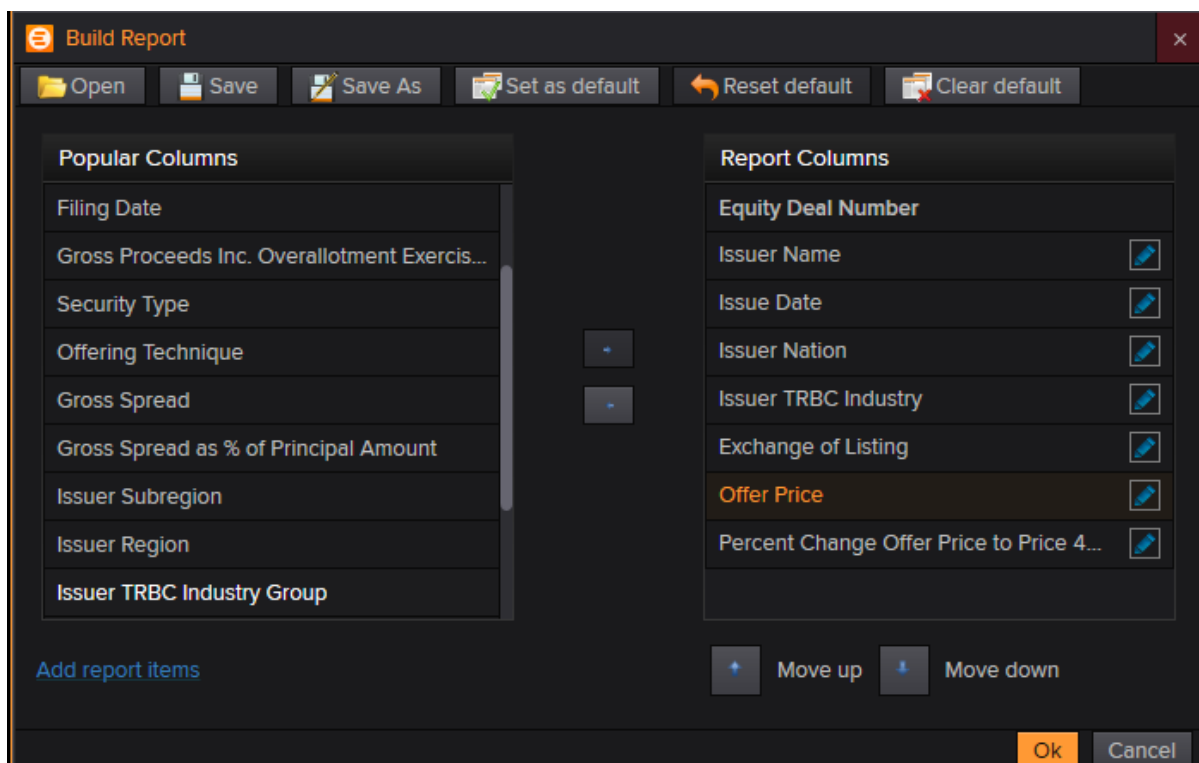 Build Report
Open
Save
Save As
Set as default
Reset default
Clear default
Popular Columns
Filing Date
Gross Proceeds Inc. Overallotment Exercis...
Security Type
Offering Technique
Gross Spread
Gross Spread as % of Principal Amount
Issuer Subregion
Issuer Region
Issuer TRBC Industry Group
Add report items
Report Columns
Equity Deal Number
Issuer Name
Issue Date
Issuer Nation
Issuer TRBC Industry
Exchange of Listing
Offer Price
Percent Change Offer Price to Price 4...
Move up
Move down
Ok
Cancel